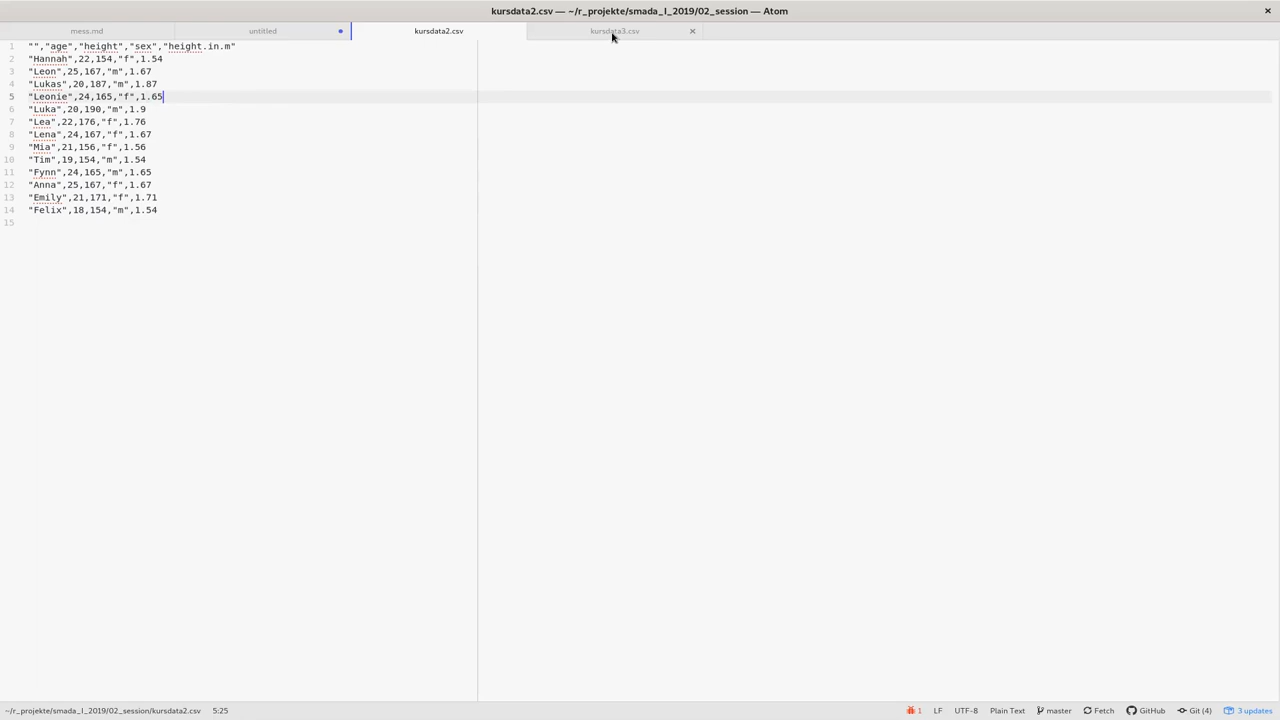 kursdata2.csv — ~/r_projekte/smada_I_2019/02_session — Atom
mess.md untitled kursdata2.csv kursdata3.csv
1 "","age","height","sex","height.in.m"
2 "Hannah",22,154,"f",1.54
3 "Leon",25,167,"m",1.67
4 "Lukas",20,187,"m",1.87
5 "Leonie",24,165,"f",1.65
6 "Luka",20,190,"m",1.9
7 "Lea",22,176,"f",1.76
8 "Lena",24,167,"f",1.67
9 "Mia",21,156,"f",1.56
10 "Tim",19,154,"m",1.54
11 "Fynn",24,165,"m",1.65
12 "Anna",25,167,"f",1.67
13 "Emily",21,171,"f",1.71
14 "Felix",18,154,"m",1.54
15
~/r_projekte/smada_I_2019/02_session/kursdata2.csv 5:25 1 LF UTF-8 Plain Text master Fetch GitHub Git (4) 3 updates